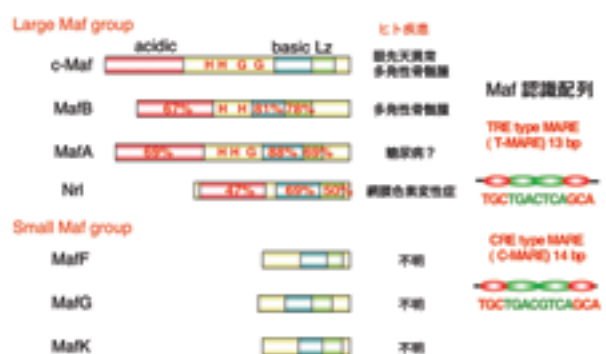 Large Maf group
ヒト疾患
acidic
basic Lz
c-Maf
H H G G
眼先天異常
多発性骨髄腫
MafB
67%
H H
81%
78%
多発性骨髄腫
MafA
69%
H H G
88%
69%
糖尿病？
Nrl
47%
69%
50%
網膜色素変性症
Small Maf group
MafF
不明
MafG
不明
MafK
不明
Maf 認識配列
TRE type MARE
( T-MARE) 13 bp
TGCTGACTCAGCA
CRE type MARE
( C-MARE) 14 bp
TGCTGACGTCAGCA